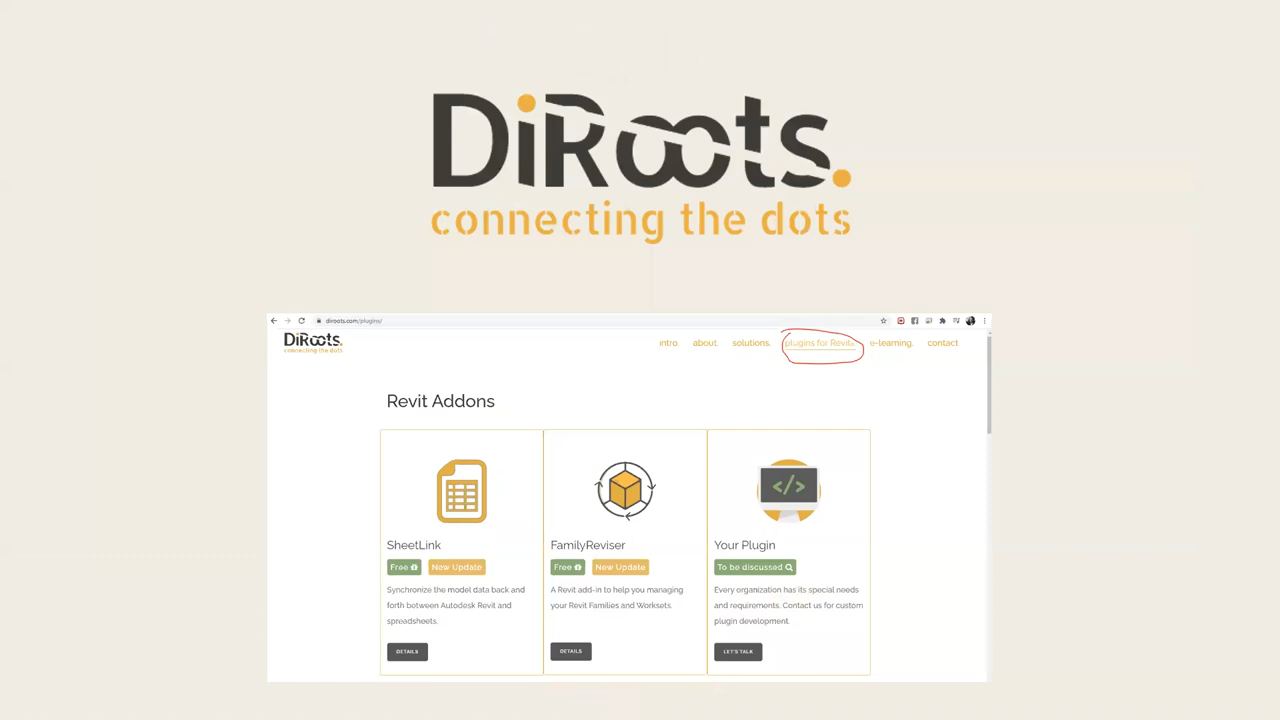 DiRoots.
connecting the dots
diroots.com/plugins/
DiRoots.
connecting the dots
intro. about. solutions. plugins for Revit. e-learning. contact
Revit Addons
SheetLink
Free New Update
Synchronize the model data back and
forth between Autodesk Revit and
spreadsheets.
DETAILS
FamilyReviser
Free New Update
A Revit add-in to help you managing
your Revit Families and Worksets.
DETAILS
Your Plugin
To be discussed
Every organization has its special needs
and requirements. Contact us for custom
plugin development.
LET'S TALK